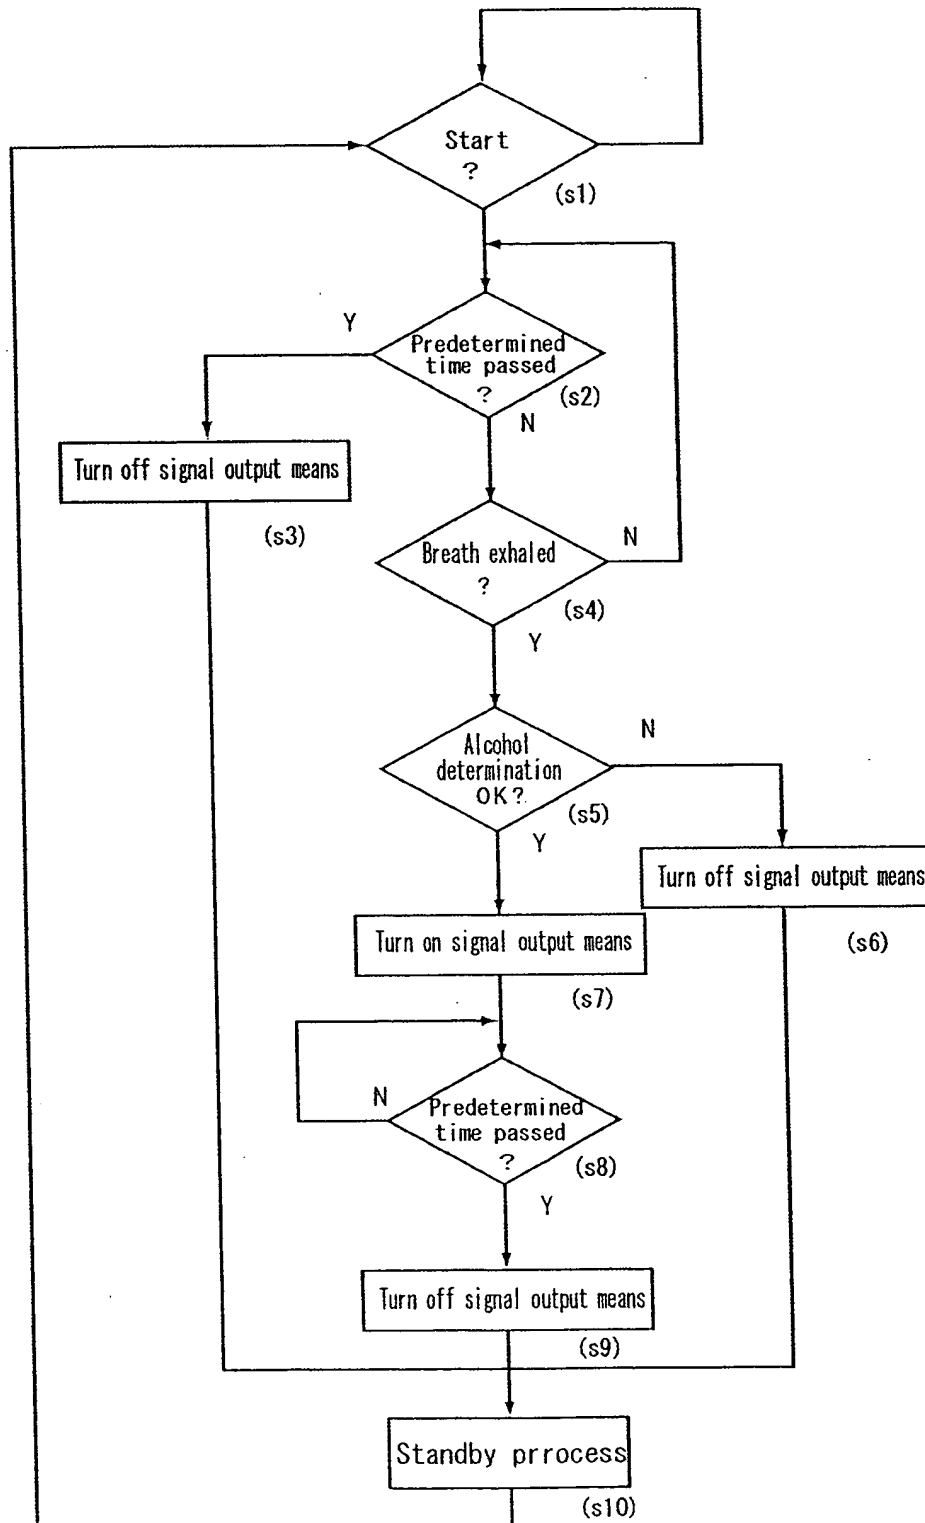 Start
?
(s1)
Y
Predetermined
time passed
?
(s2)
N
Turn off signal output means
(s3)
Breath exhaled
?
N
(s4)
Y
Alcohol
determination
OK?
N
(s5)
Y
Turn off signal output means
(s6)
Turn on signal output means
(s7)
N
Predetermined
time passed
?
(s8)
Y
Turn off signal output means
(s9)
Standby prrocess
(s10)